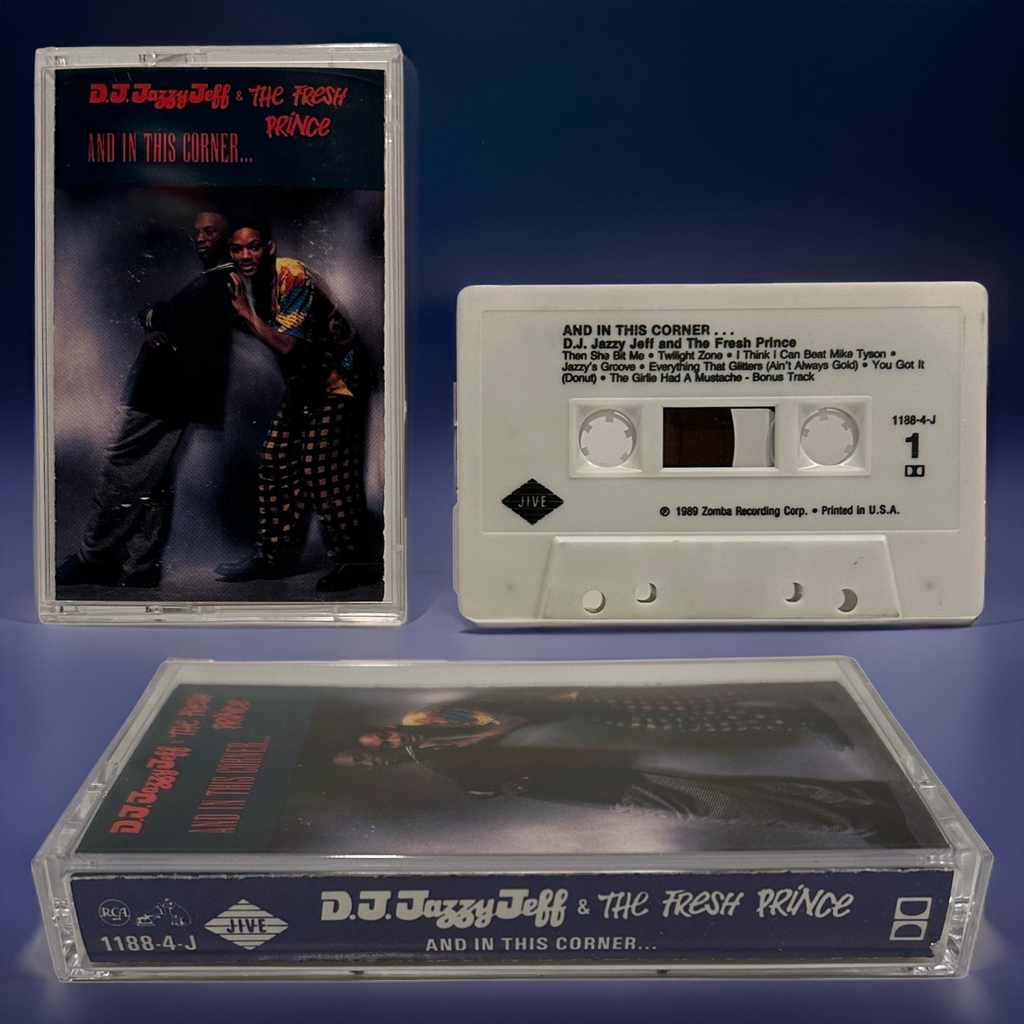 D.J. Jazzy Jeff & THE FRESH
PRINCE
AND IN THIS CORNER...
AND IN THIS CORNER . . .
D.J. Jazzy Jeff and The Fresh Prince
Then She Bit Me • Twilight Zone • I Think I Can Beat Mike Tyson •
Jazzy's Groove • Everything That Glitters (Ain't Always Gold) • You Got It
(Donut) • The Girlie Had A Mustache - Bonus Track
1188-4-J
1
JIVE
℗ 1989 Zomba Recording Corp. • Printed in U.S.A.
D.J. Jazzy Jeff & THE FRESH
PRINCE
AND IN THIS CORNER...
RCA
JIVE
D.J. Jazzy Jeff & THE FRESH PRINCE
1188-4-J
AND IN THIS CORNER...